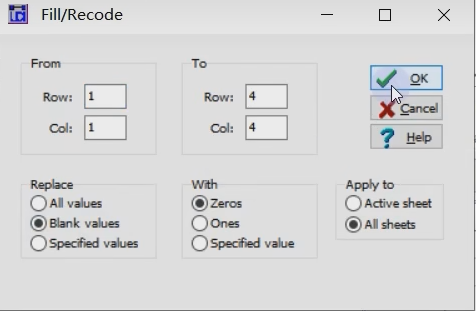 Fill/Recode
From
Row: 1
Col: 1
To
Row: 4
Col: 4
OK
Cancel
Help
Replace
All values
Blank values
Specified values
With
Zeros
Ones
Specified value
Apply to
Active sheet
All sheets